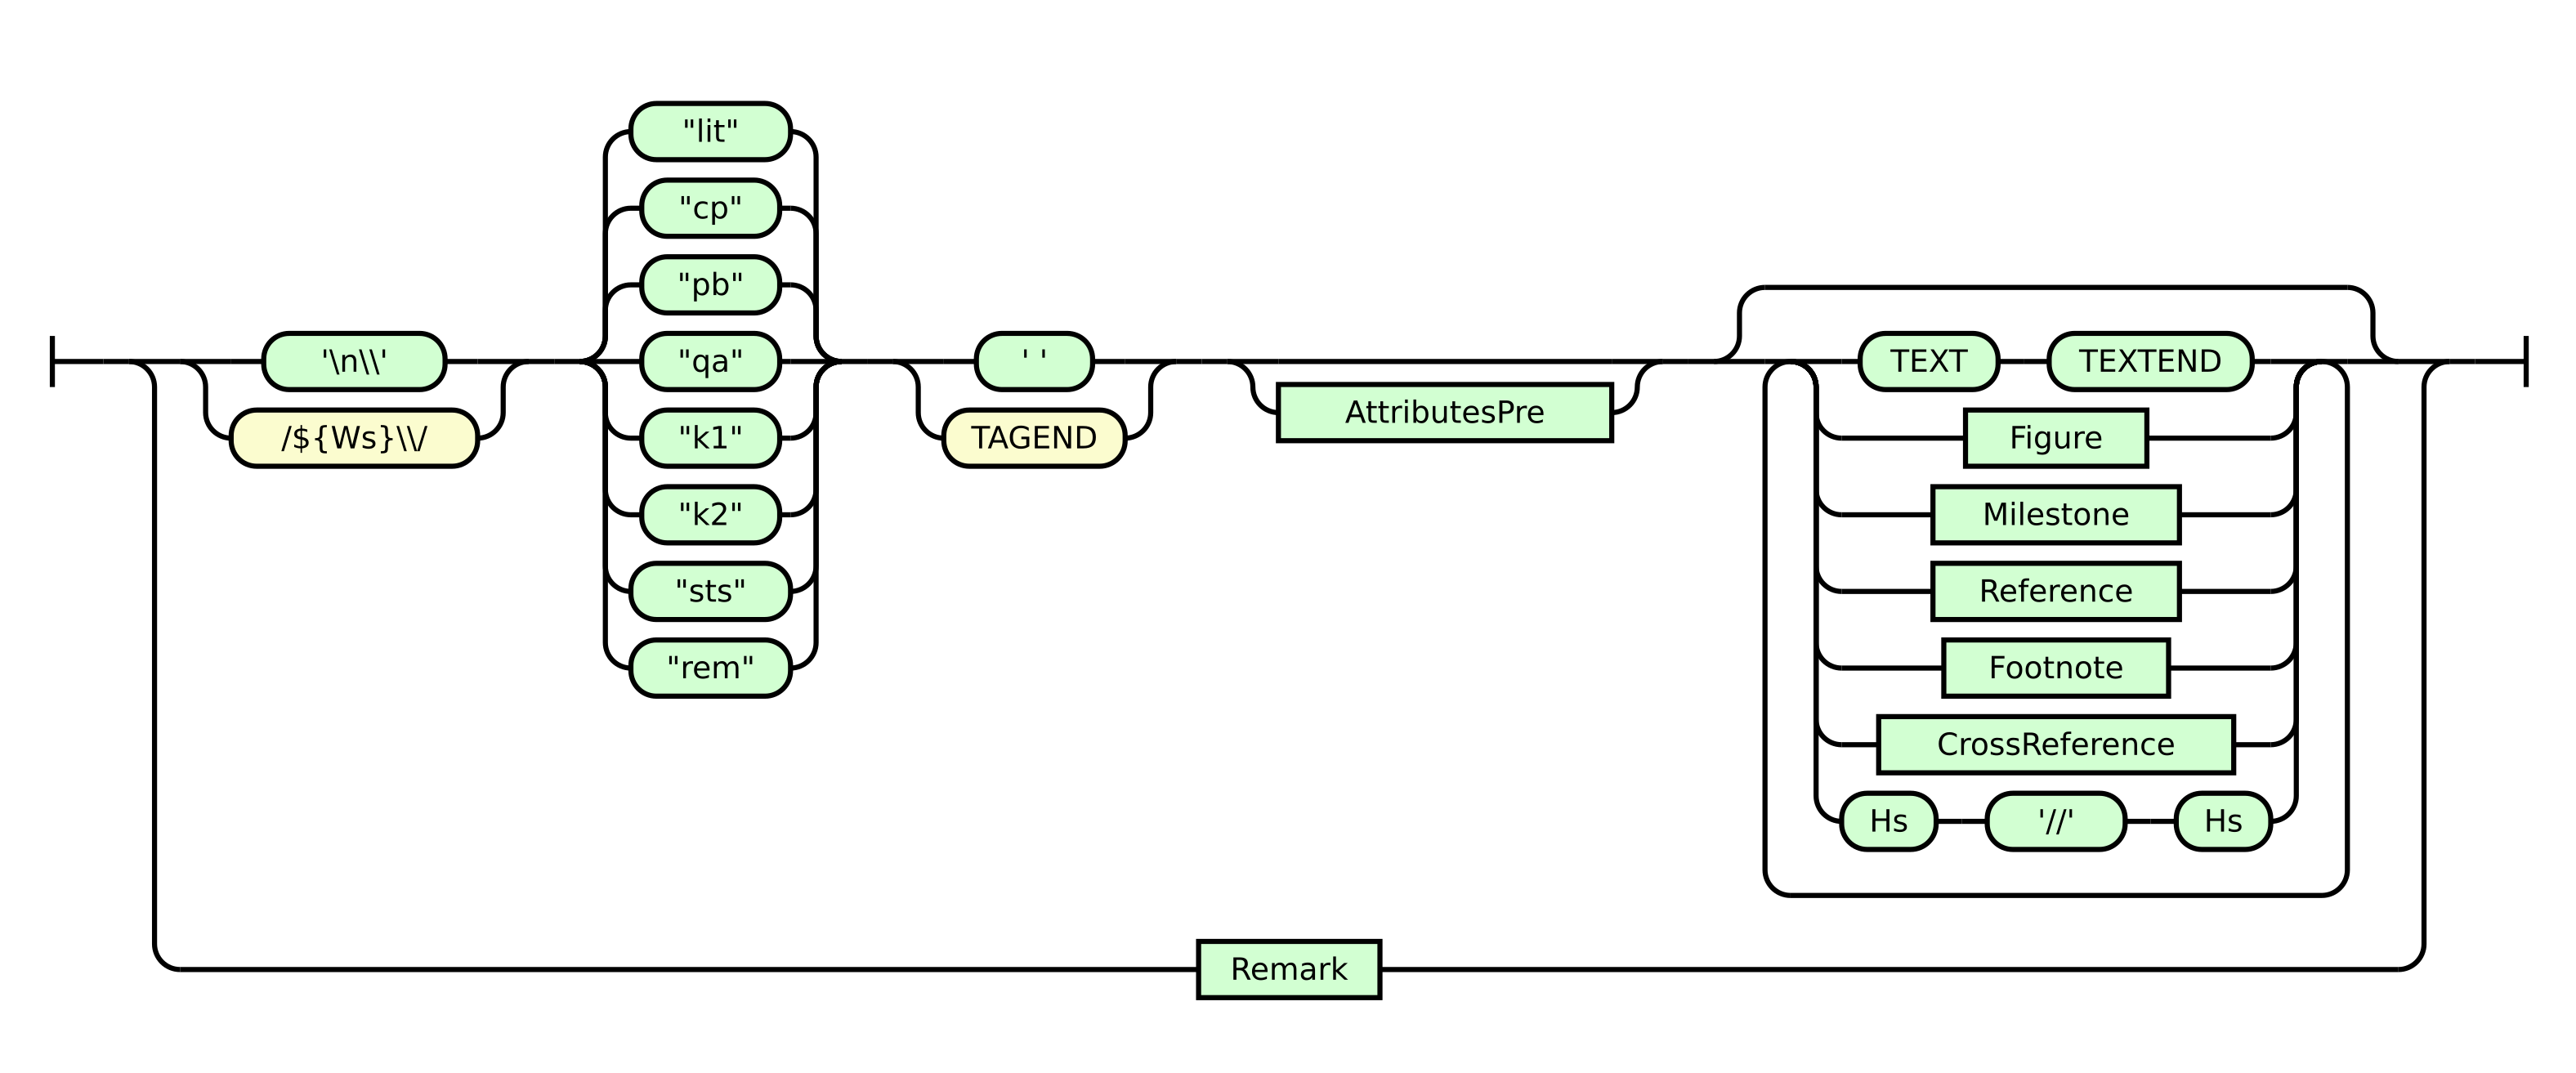 "lit"
"cp"
"pb"
'\n\\'
"qa"
' '
TEXT
TEXTEND
/${Ws}\\/
"k1"
TAGEND
AttributesPre
Figure
"k2"
Milestone
"sts"
Reference
"rem"
Footnote
CrossReference
Hs
'//'
Hs
Remark